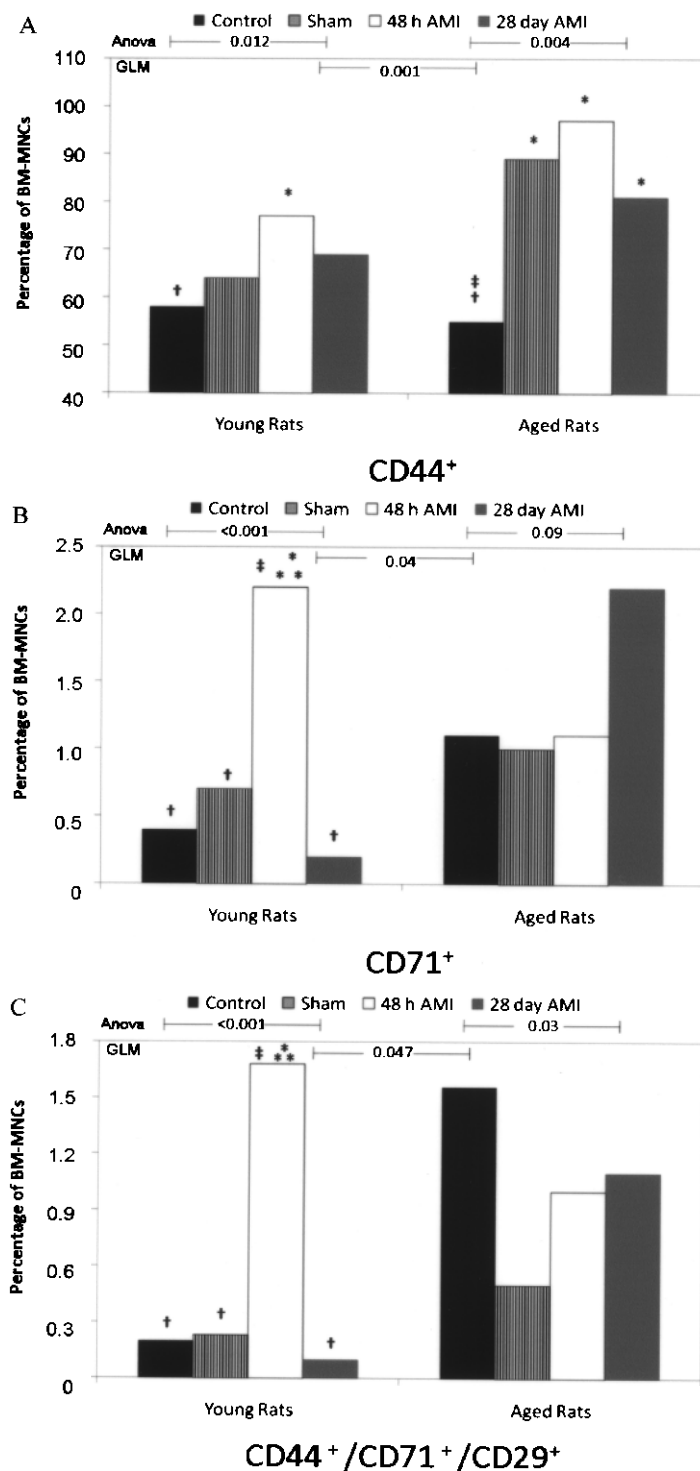 A
Control Sham 48 h AMI 28 day AMI
Anova 0.012 0.004
GLM 0.001
110
100
90
80
70
60
50
40
Percentage of BM-MNCs
* * * *
† ‡ †
Young Rats Aged Rats
CD44⁺
B
Control Sham 48 h AMI 28 day AMI
Anova <0.001 0.09
GLM 0.04
2.5
2.0
1.5
1.0
0.5
0
Percentage of BM-MNCs
‡ * * *
† † †
Young Rats Aged Rats
CD71⁺
C
Control Sham 48 h AMI 28 day AMI
Anova <0.001 0.03
GLM 0.047
1.8
1.5
1.2
0.9
0.6
0.3
0
Percentage of BM-MNCs
‡ * **
† † †
Young Rats Aged Rats
CD44⁺/CD71⁺/CD29⁺